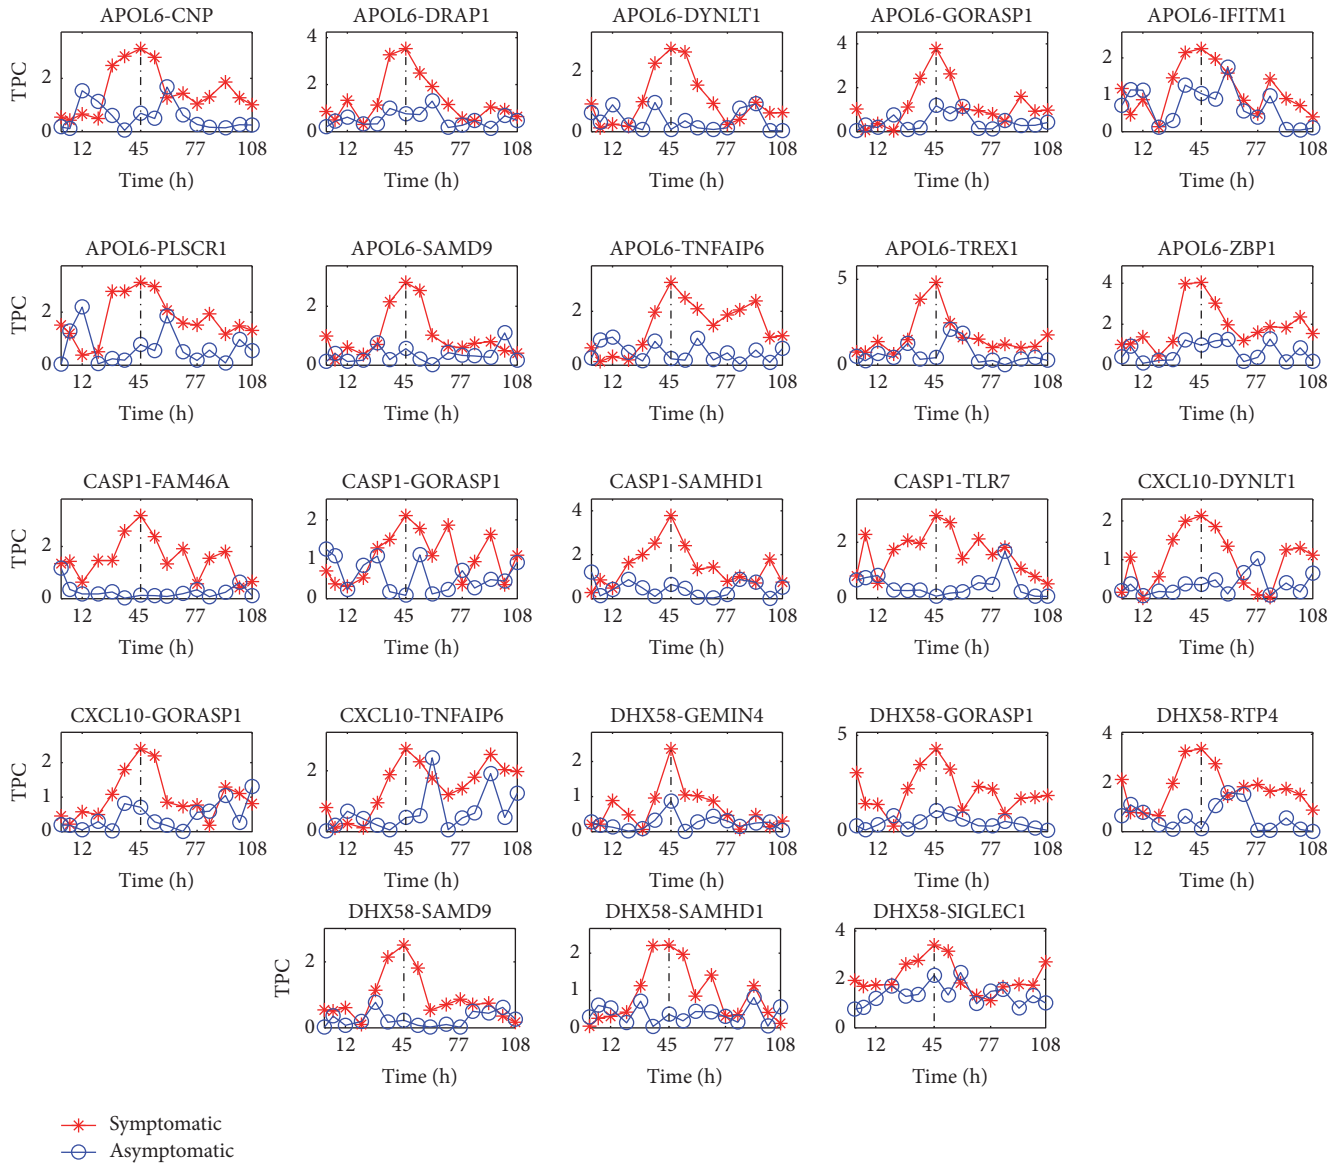 APOL6-CNP APOL6-DRAP1 APOL6-DYNLT1 APOL6-GORASP1 APOL6-IFITM1
TPC
2 0 4 2 0 2 0 4 2 0 2 1 0
12 45 77 108 12 45 77 108 12 45 77 108 12 45 77 108 12 45 77 108
Time (h) Time (h) Time (h) Time (h) Time (h)
APOL6-PLSCR1 APOL6-SAMD9 APOL6-TNFAIP6 APOL6-TREX1 APOL6-ZBP1
TPC
2 0 2 0 2 0 5 0 4 2 0
12 45 77 108 12 45 77 108 12 45 77 108 12 45 77 108 12 45 77 108
Time (h) Time (h) Time (h) Time (h) Time (h)
CASP1-FAM46A CASP1-GORASP1 CASP1-SAMHD1 CASP1-TLR7 CXCL10-DYNLT1
TPC
2 0 2 1 0 4 2 0 2 0 2 1 0
12 45 77 108 12 45 77 108 12 45 77 108 12 45 77 108 12 45 77 108
Time (h) Time (h) Time (h) Time (h) Time (h)
CXCL10-GORASP1 CXCL10-TNFAIP6 DHX58-GEMIN4 DHX58-GORASP1 DHX58-RTP4
TPC
2 1 0 2 0 2 1 0 5 0 4 2 0
12 45 77 108 12 45 77 108 12 45 77 108 12 45 77 108 12 45 77 108
Time (h) Time (h) Time (h) Time (h) Time (h)
DHX58-SAMD9 DHX58-SAMHD1 DHX58-SIGLEC1
TPC
2 0 2 1 0 4 2 0
12 45 77 108 12 45 77 108 12 45 77 108
Time (h) Time (h) Time (h)
Symptomatic
Asymptomatic